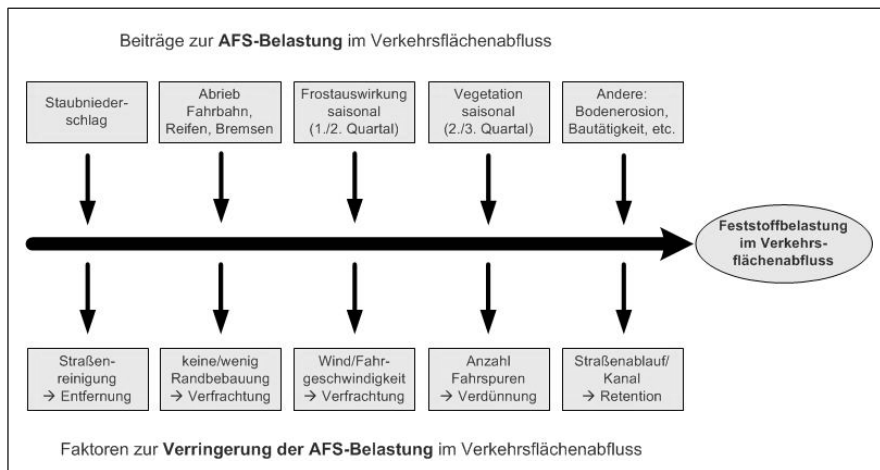 Beiträge zur AFS-Belastung im Verkehrsflächenabfluss
Staubnieder-
schlag
Abrieb
Fahrbahn,
Reifen, Bremsen
Frostauswirkung
saisonal
(1./2. Quartal)
Vegetation
saisonal
(2./3. Quartal)
Andere:
Bodenerosion,
Bautätigkeit, etc.
Feststoffbelastung
im Verkehrs-
flächenabfluss
Straßen-
reinigung
→ Entfernung
keine/wenig
Randbebauung
→ Verfrachtung
Wind/Fahr-
geschwindigkeit
→ Verfrachtung
Anzahl
Fahrspuren
→ Verdünnung
Straßenablauf/
Kanal
→ Retention
Faktoren zur Verringerung der AFS-Belastung im Verkehrsflächenabfluss